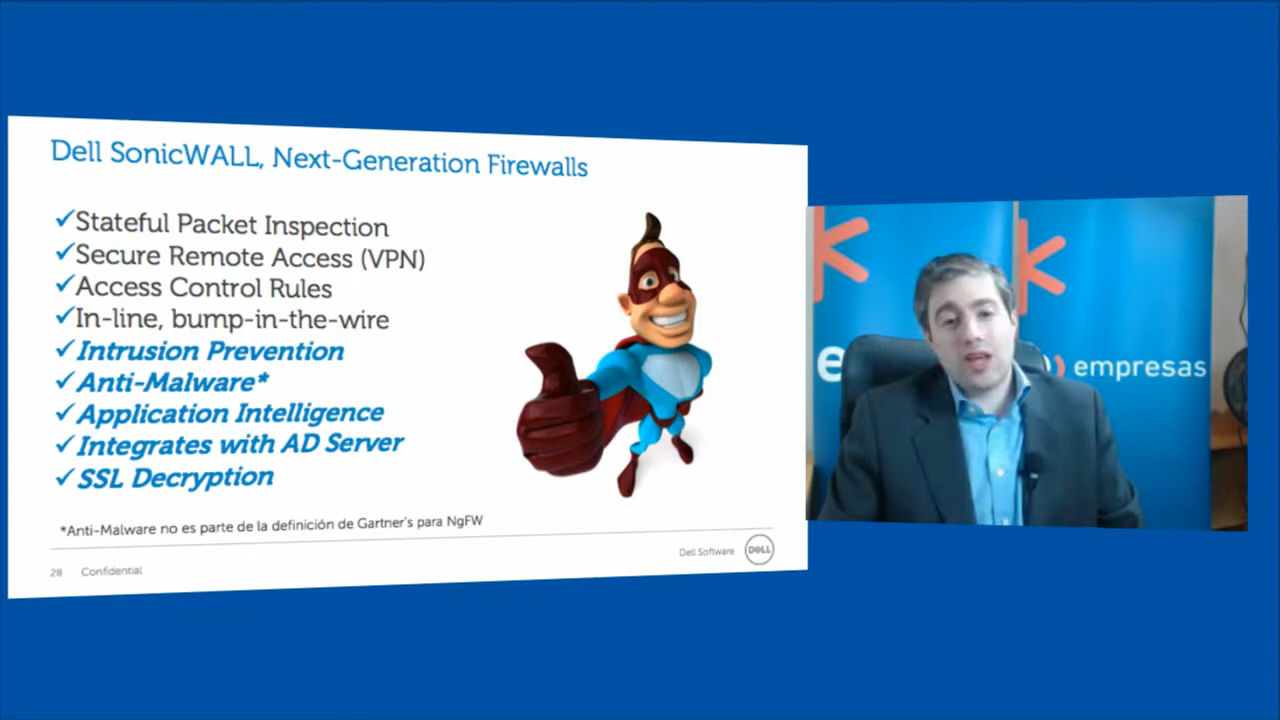 Dell SonicWALL, Next-Generation Firewalls
✓Stateful Packet Inspection
✓Secure Remote Access (VPN)
✓Access Control Rules
✓In-line, bump-in-the-wire
✓Intrusion Prevention
✓Anti-Malware*
✓Application Intelligence
✓Integrates with AD Server
✓SSL Decryption
*Anti-Malware no es parte de la definición de Gartner's para NgFW
28 Confidential
Dell Software DELL
empresas